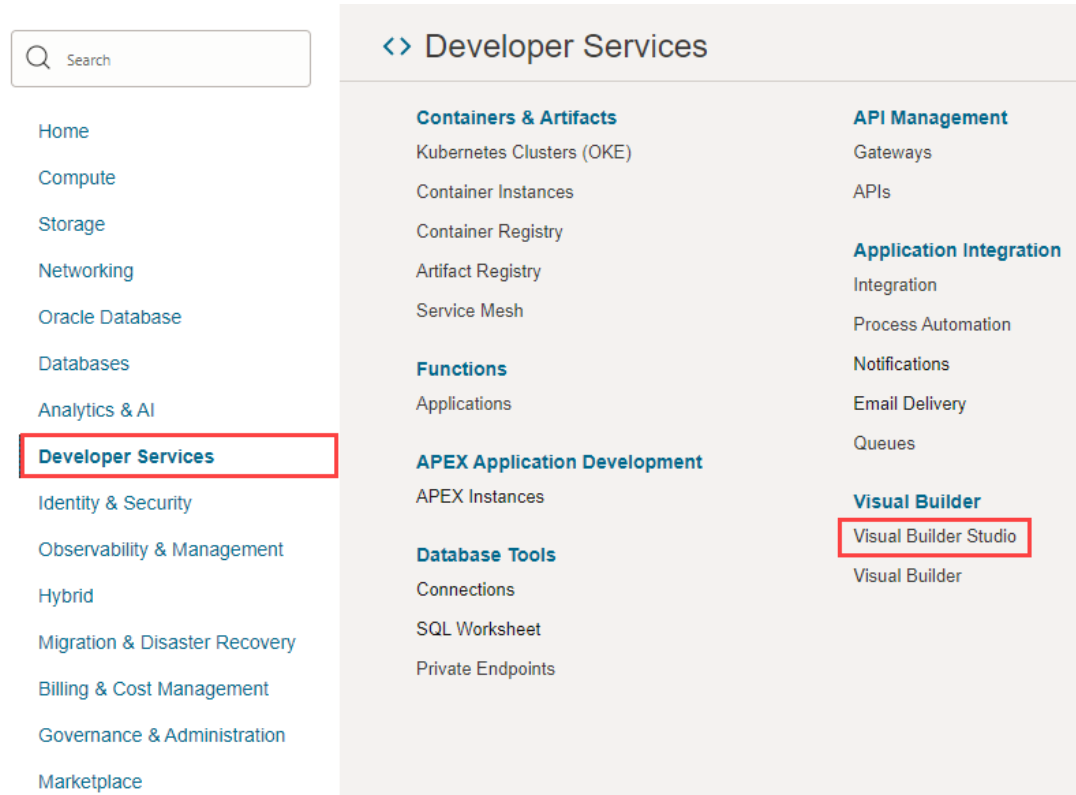 Search
Home
Compute
Storage
Networking
Oracle Database
Databases
Analytics & AI
Developer Services
Identity & Security
Observability & Management
Hybrid
Migration & Disaster Recovery
Billing & Cost Management
Governance & Administration
Marketplace
Developer Services
Containers & Artifacts
Kubernetes Clusters (OKE)
Container Instances
Container Registry
Artifact Registry
Service Mesh
Functions
Applications
APEX Application Development
APEX Instances
Database Tools
Connections
SQL Worksheet
Private Endpoints
API Management
Gateways
APIs
Application Integration
Integration
Process Automation
Notifications
Email Delivery
Queues
Visual Builder
Visual Builder Studio
Visual Builder